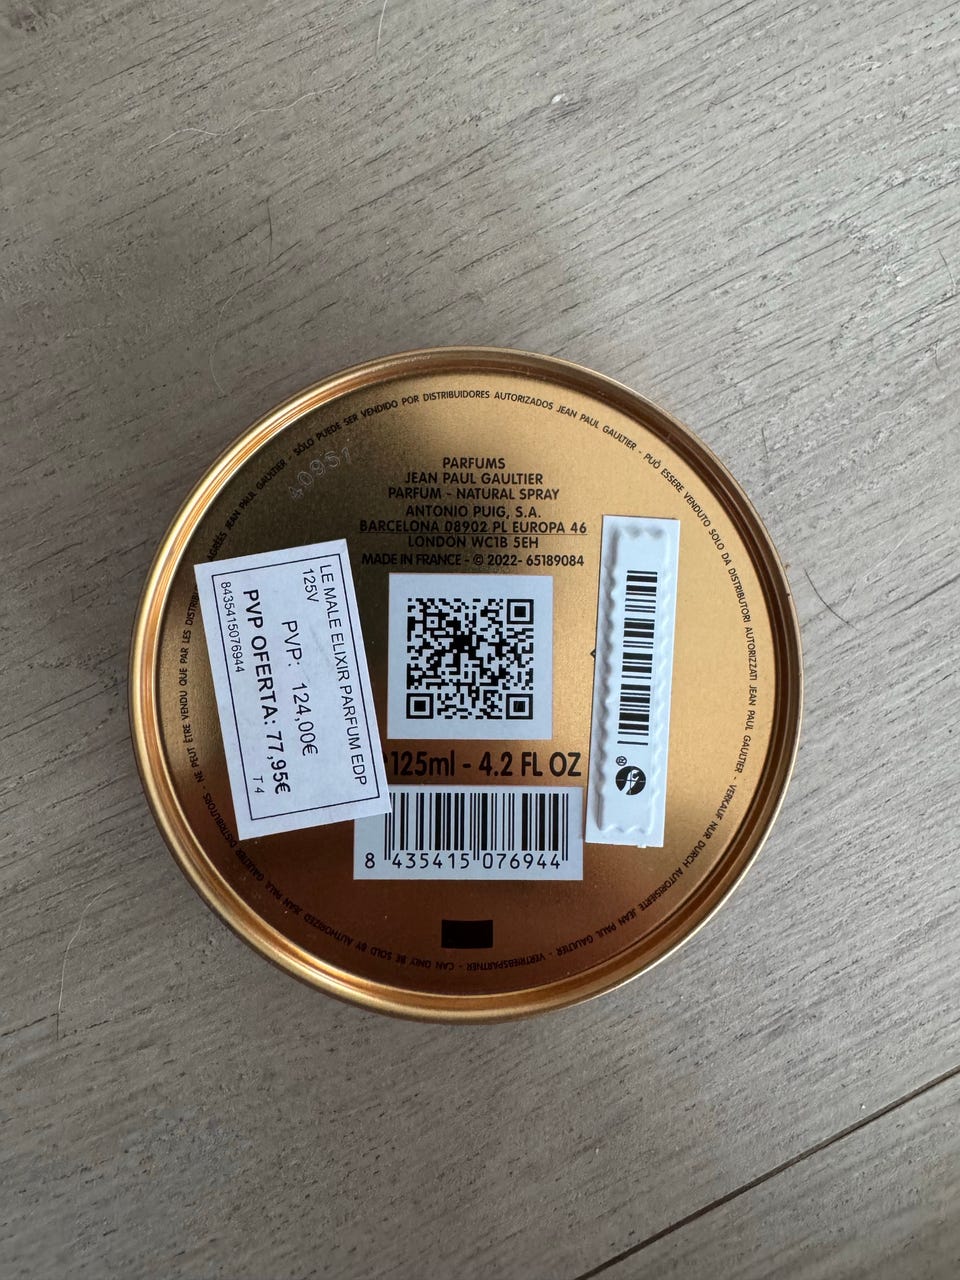 SÓLO PUEDE SER VENDIDO POR DISTRIBUIDORES AUTORIZADOS JEAN PAUL GAULTIER - PUÒ ESSERE VENDUTO SOLO DA DISTRIBUTORI AUTORIZZATI JEAN PAUL GAULTIER - VERKAUF NUR DURCH AUTORISIERTE JEAN PAUL GAULTIER - VERTRIEBSPARTNER - CAN ONLY BE SOLD BY AUTHORIZED JEAN PAUL GAULTIER DISTRIBUTORS - NE PEUT ÊTRE VENDU QUE PAR LES AGRÉÉS JEAN PAUL GAULTIER -
40951
PARFUMS
JEAN PAUL GAULTIER
PARFUM - NATURAL SPRAY
ANTONIO PUIG, S.A.
BARCELONA 08902 PL EUROPA 46
LONDON WC1B 5EH
MADE IN FRANCE - © 2022- 65189084
LE MALE ELIXIR PARFUM EDP
125V
PVP: 124,00€
PVP OFERTA: 77,95€
8435415076944
T 4
125ml - 4.2 FL OZ
8 435415 076944
®